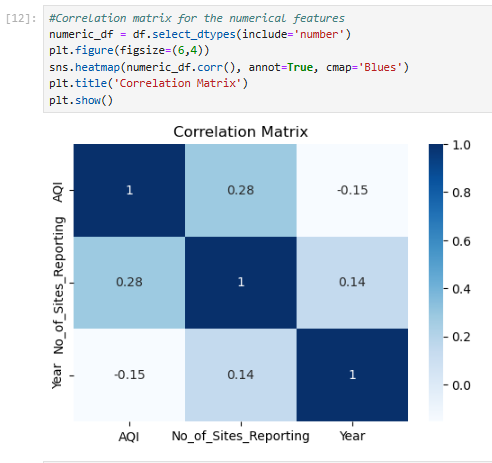 [12]: #Correlation matrix for the numerical features
numeric_df = df.select_dtypes(include='number')
plt.figure(figsize=(6,4))
sns.heatmap(numeric_df.corr(), annot=True, cmap='Blues')
plt.title('Correlation Matrix')
plt.show()
Correlation Matrix
AQI
1
0.28
-0.15
No_of_Sites_Reporting
0.28
1
0.14
Year
-0.15
0.14
1
AQI
No_of_Sites_Reporting
Year
1.0
0.8
0.6
0.4
0.2
0.0